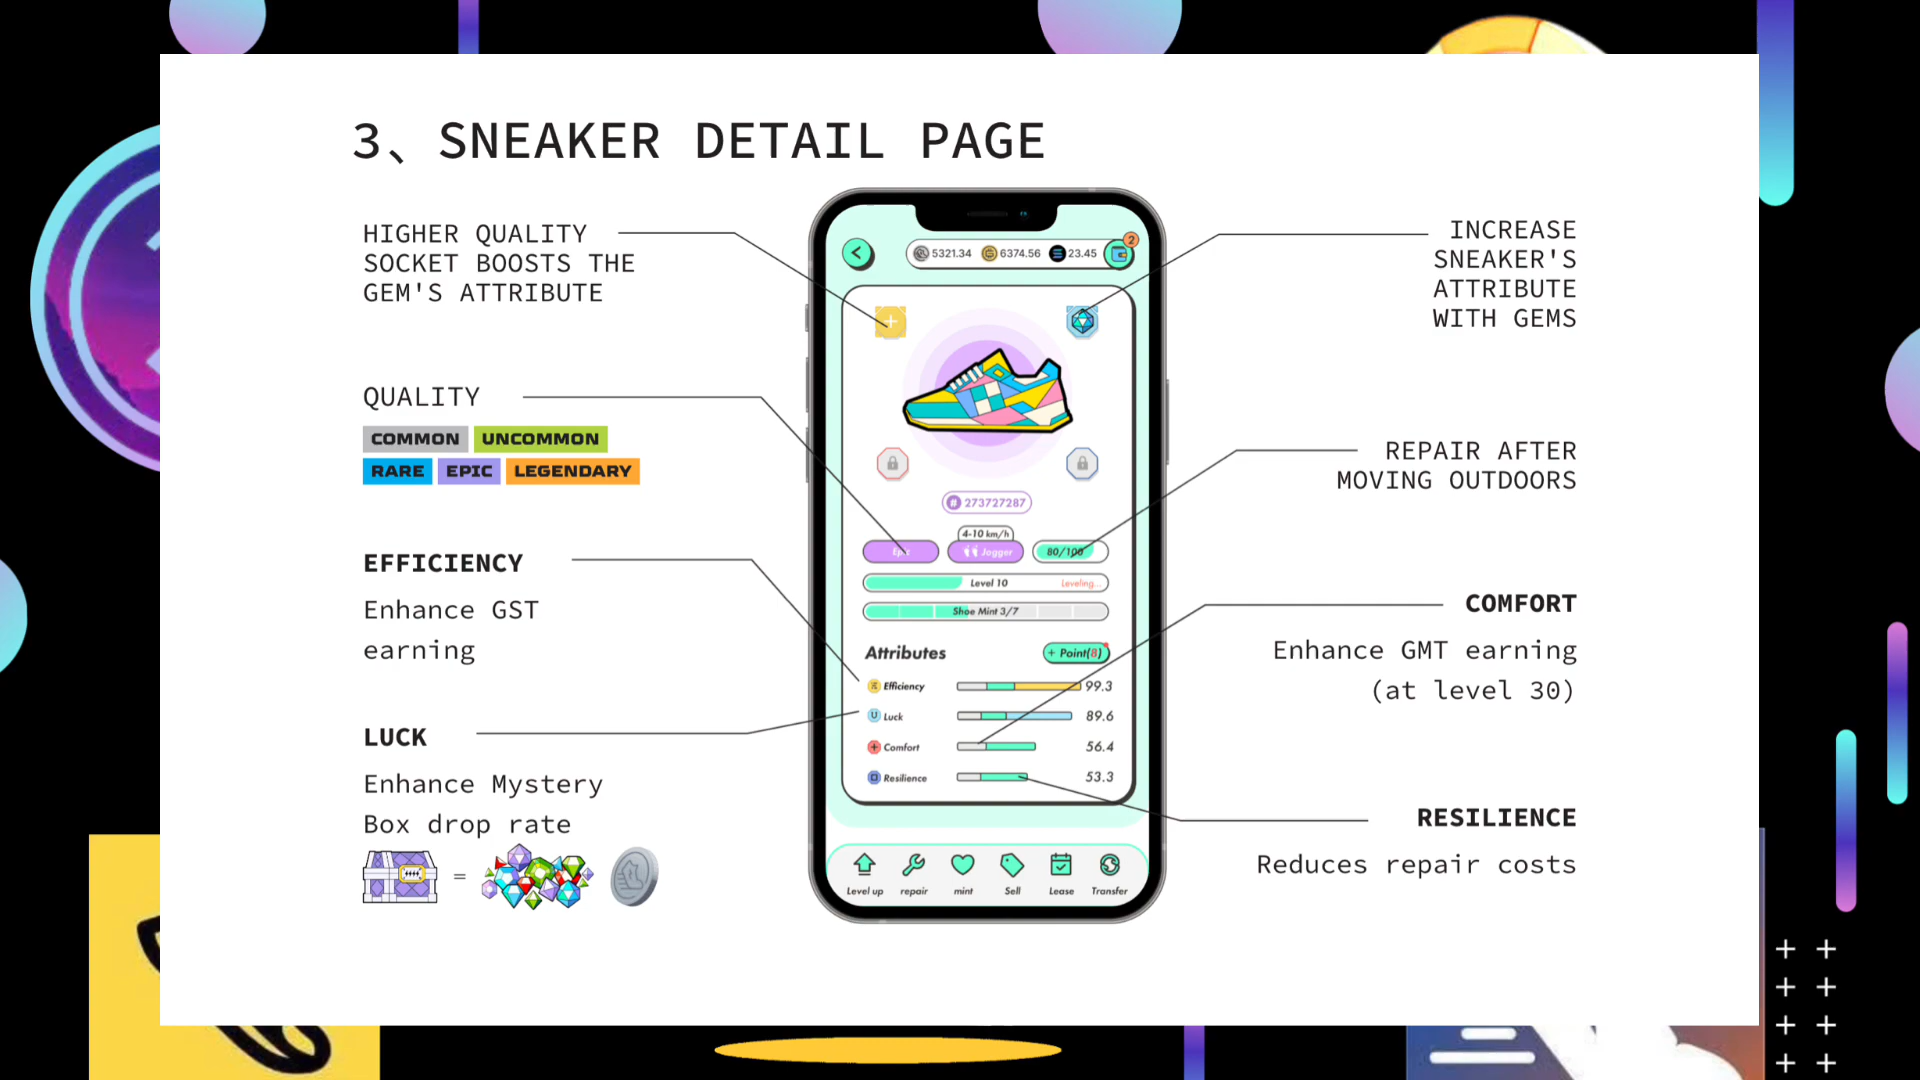 3、SNEAKER DETAIL PAGE
HIGHER QUALITY
SOCKET BOOSTS THE
GEM'S ATTRIBUTE
QUALITY
COMMON UNCOMMON
RARE EPIC LEGENDARY
EFFICIENCY
Enhance GST
earning
LUCK
Enhance Mystery
Box drop rate
=
5321.34 6374.56 23.45 2
# 273727287
4-10 km/h
Epic Jogger 80/100
Level 10 Leveling...
Shoe Mint 3/7
Attributes + Point(8)
Efficiency 99.3
Luck 89.6
Comfort 56.4
Resilience 53.3
Level up repair mint Sell Lease Transfer
INCREASE
SNEAKER'S
ATTRIBUTE
WITH GEMS
REPAIR AFTER
MOVING OUTDOORS
COMFORT
Enhance GMT earning
(at level 30)
RESILIENCE
Reduces repair costs